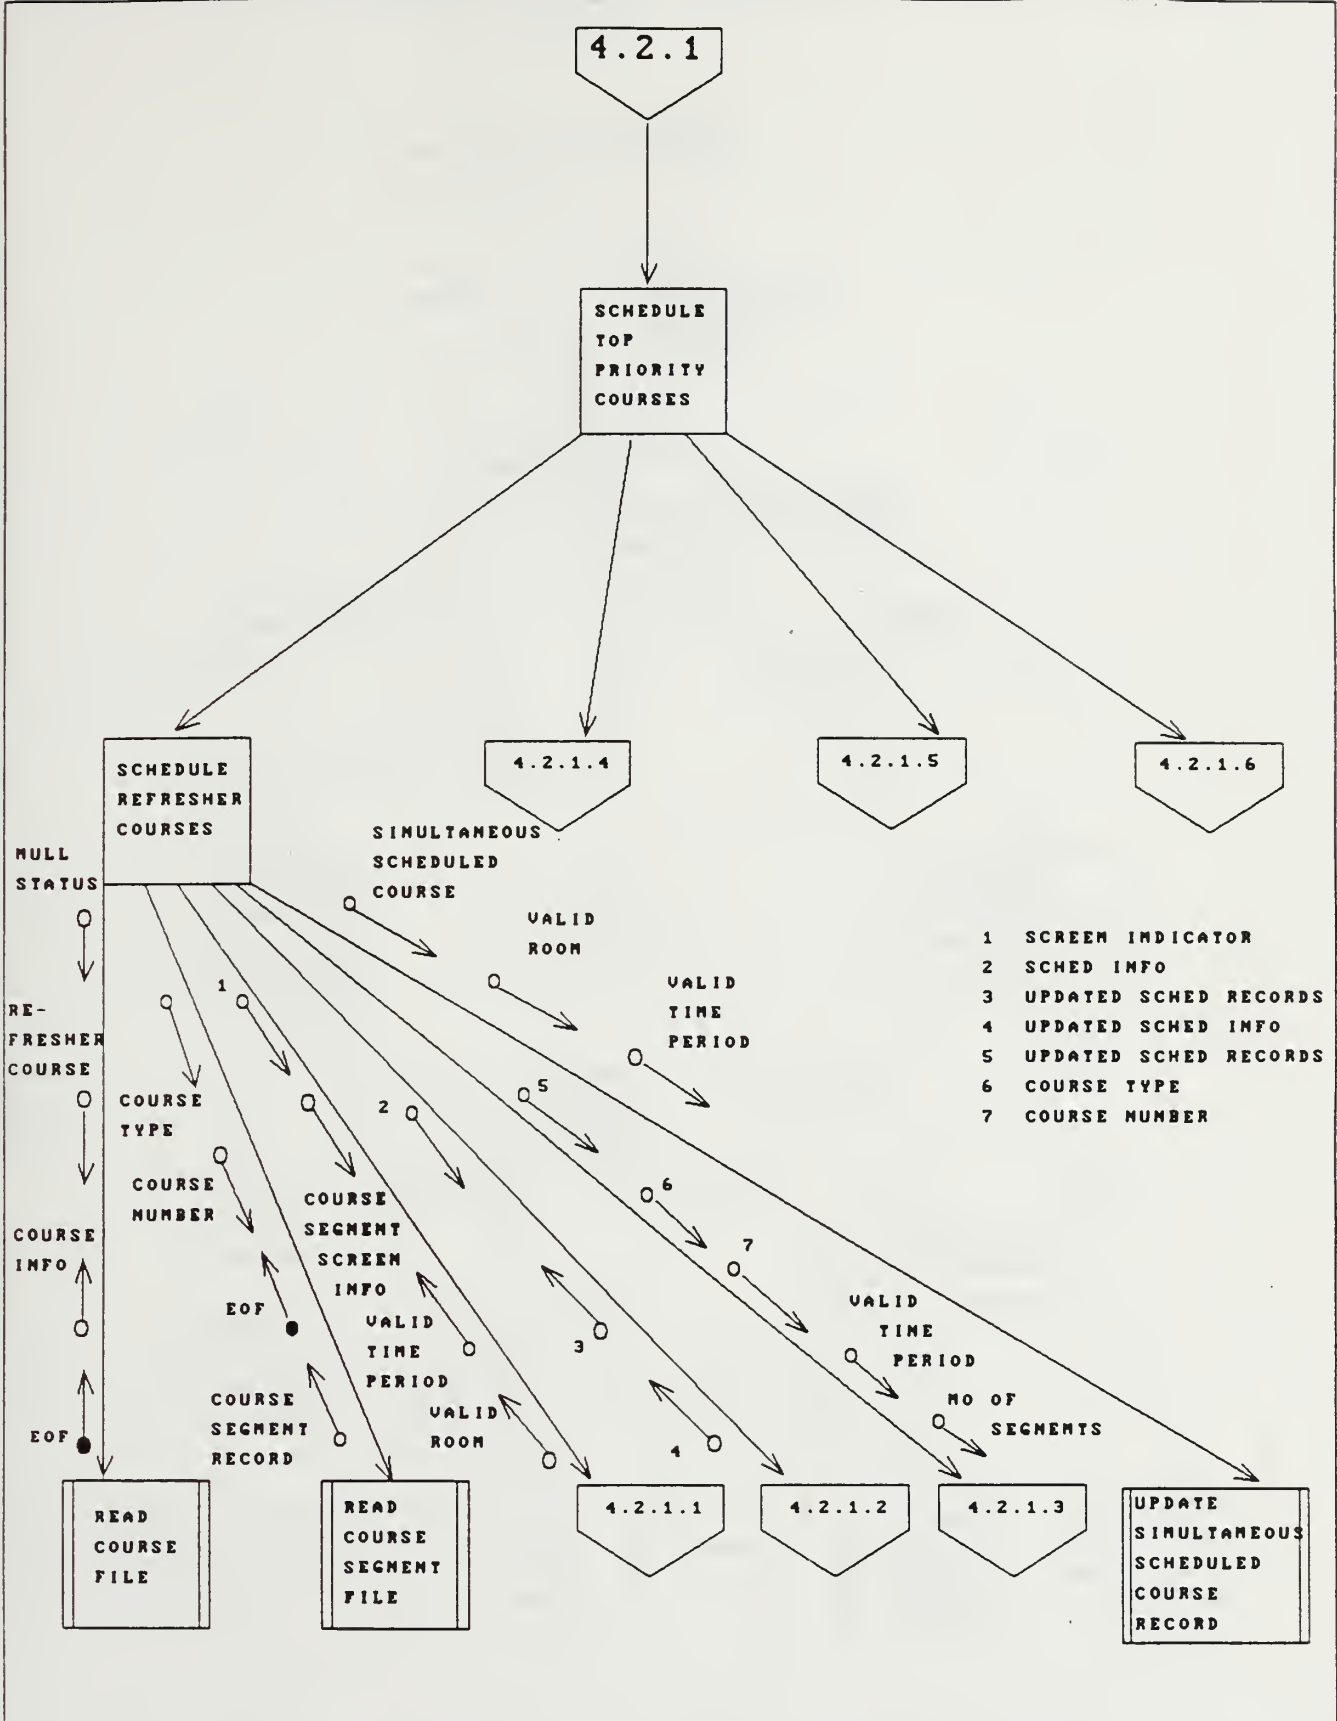 4.2.1
SCHEDULE
TOP
PRIORITY
COURSES
SCHEDULE
REFRESHER
COURSES
4.2.1.4
4.2.1.5
4.2.1.6
NULL
STATUS
SIMULTANEOUS
SCHEDULED
COURSE
VALID
ROOM
VALID
TIME
PERIOD
1 SCREEN INDICATOR
2 SCHED INFO
3 UPDATED SCHED RECORDS
4 UPDATED SCHED INFO
5 UPDATED SCHED RECORDS
6 COURSE TYPE
7 COURSE NUMBER
RE-
FRESHER
COURSE
1
2
5
COURSE
TYPE
COURSE
NUMBER
COURSE
SEGMENT
SCREEN
INFO
6
7
COURSE
INFO
EOF
VALID
TIME
PERIOD
3
VALID
TIME
PERIOD
EOF
COURSE
SEGMENT
RECORD
VALID
ROOM
4
NO OF
SEGMENTS
READ
COURSE
FILE
READ
COURSE
SEGMENT
FILE
4.2.1.1
4.2.1.2
4.2.1.3
UPDATE
SIMULTANEOUS
SCHEDULED
COURSE
RECORD